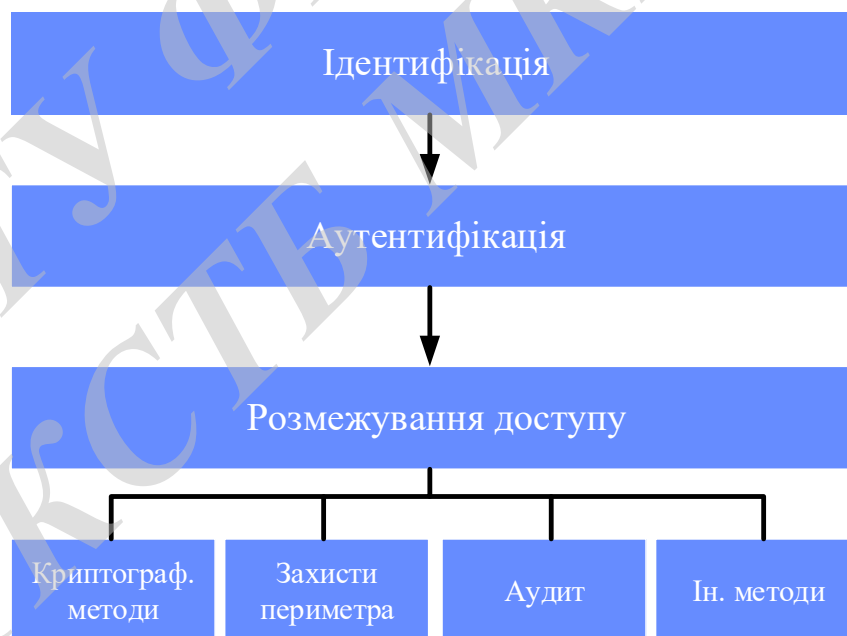 Ідентифікація
Аутентифікація
Розмежування доступу
Криптограф.
методи
Захисти
периметра
Аудит
Ін. методи